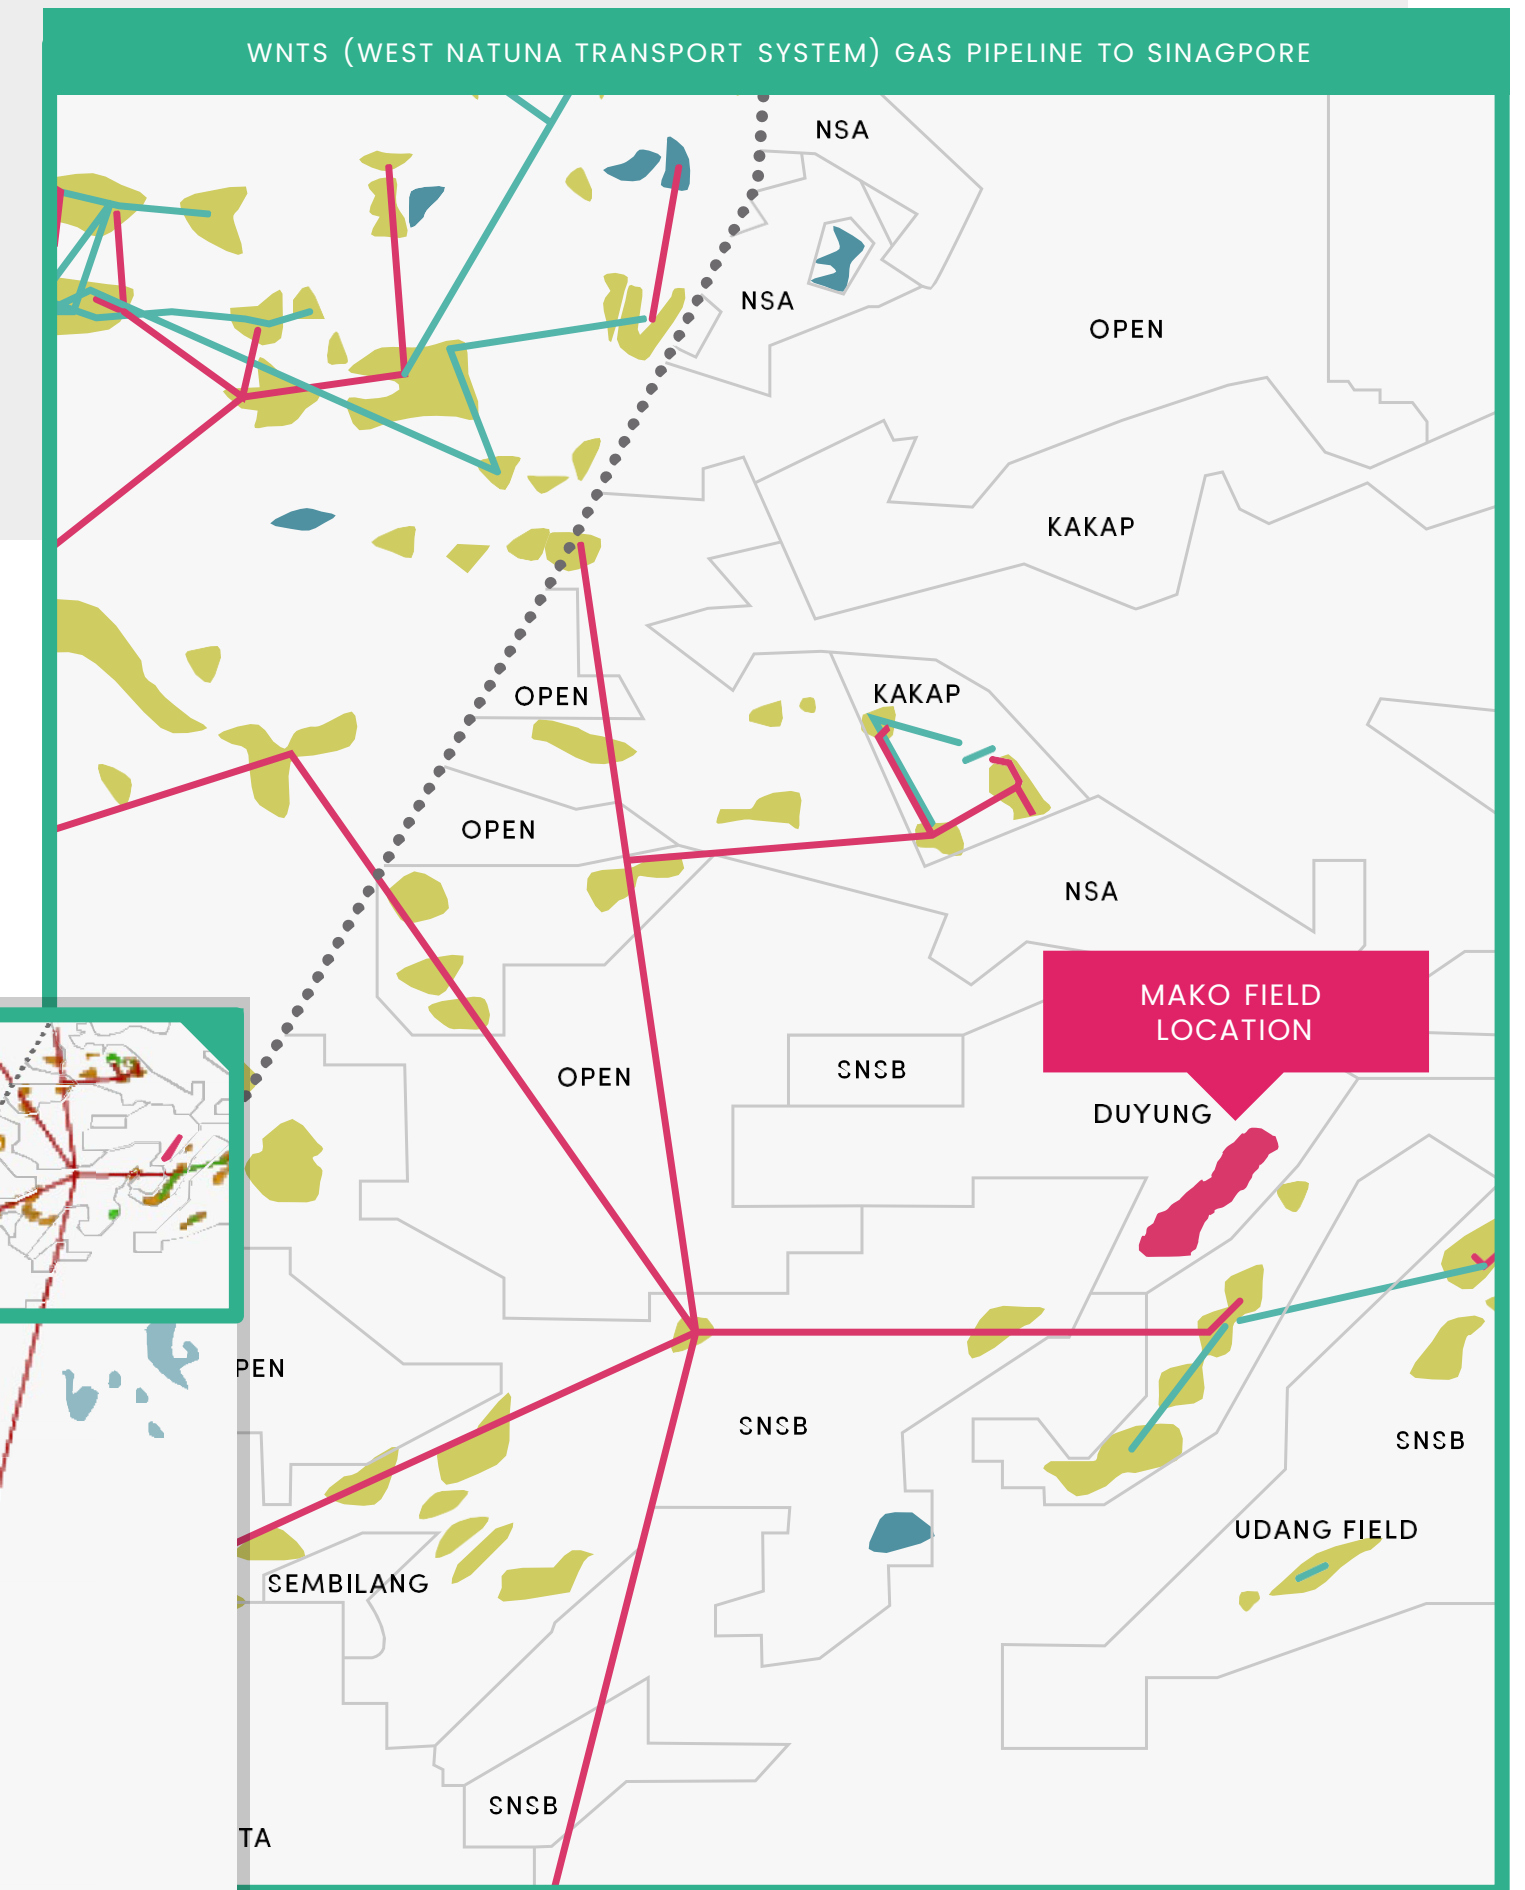 WNTS (WEST NATUNA TRANSPORT SYSTEM) GAS PIPELINE TO SINAGPORE
NSA
NSA
OPEN
KAKAP
OPEN
KAKAP
OPEN
NSA
MAKO FIELD
LOCATION
OPEN
SNSB
DUYUNG
PEN
SNSB
SNSB
UDANG FIELD
SEMBILANG
SNSB
TA